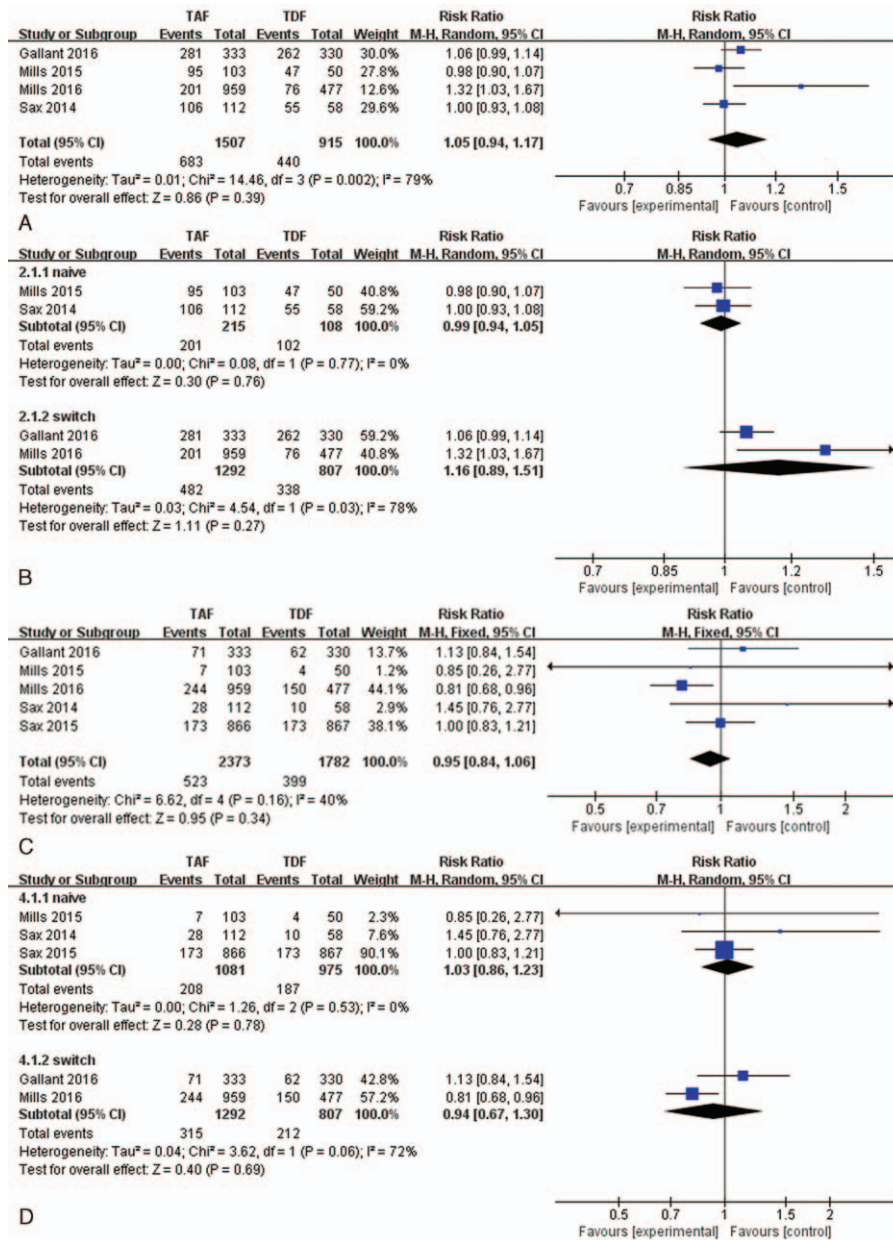 TAF TDF Risk Ratio Risk Ratio
Study or Subgroup Events Total Events Total Weight M-H, Random, 95% CI M-H, Random, 95% CI
Gallant 2016 281 333 262 330 30.0% 1.06 [0.99, 1.14]
Mills 2015 95 103 47 50 27.8% 0.98 [0.90, 1.07]
Mills 2016 201 959 76 477 12.6% 1.32 [1.03, 1.67]
Sax 2014 106 112 55 58 29.6% 1.00 [0.93, 1.08]
Total (95% CI) 1507 915 100.0% 1.05 [0.94, 1.17]
Total events 683 440
Heterogeneity: Tau² = 0.01; Chi² = 14.46, df = 3 (P = 0.002); I² = 79%
Test for overall effect: Z = 0.86 (P = 0.39)
0.7 0.85 1 1.2 1.5
Favours [experimental] Favours [control]
A
TAF TDF Risk Ratio Risk Ratio
Study or Subgroup Events Total Events Total Weight M-H, Random, 95% CI M-H, Random, 95% CI
2.1.1 naive
Mills 2015 95 103 47 50 40.8% 0.98 [0.90, 1.07]
Sax 2014 106 112 55 58 59.2% 1.00 [0.93, 1.08]
Subtotal (95% CI) 215 108 100.0% 0.99 [0.94, 1.05]
Total events 201 102
Heterogeneity: Tau² = 0.00; Chi² = 0.08, df = 1 (P = 0.77); I² = 0%
Test for overall effect: Z = 0.30 (P = 0.76)
2.1.2 switch
Gallant 2016 281 333 262 330 59.2% 1.06 [0.99, 1.14]
Mills 2016 201 959 76 477 40.8% 1.32 [1.03, 1.67]
Subtotal (95% CI) 1292 807 100.0% 1.16 [0.89, 1.51]
Total events 482 338
Heterogeneity: Tau² = 0.03; Chi² = 4.54, df = 1 (P = 0.03); I² = 78%
Test for overall effect: Z = 1.11 (P = 0.27)
0.7 0.85 1 1.2 1.5
Favours [experimental] Favours [control]
B
TAF TDF Risk Ratio Risk Ratio
Study or Subgroup Events Total Events Total Weight M-H, Fixed, 95% CI M-H, Fixed, 95% CI
Gallant 2016 71 333 62 330 13.7% 1.13 [0.84, 1.54]
Mills 2015 7 103 4 50 1.2% 0.85 [0.26, 2.77]
Mills 2016 244 959 150 477 44.1% 0.81 [0.68, 0.96]
Sax 2014 28 112 10 58 2.9% 1.45 [0.76, 2.77]
Sax 2015 173 866 173 867 38.1% 1.00 [0.83, 1.21]
Total (95% CI) 2373 1782 100.0% 0.95 [0.84, 1.06]
Total events 523 399
Heterogeneity: Chi² = 6.62, df = 4 (P = 0.16); I² = 40%
Test for overall effect: Z = 0.95 (P = 0.34)
0.5 0.7 1 1.5 2
Favours [experimental] Favours [control]
C
TAF TDF Risk Ratio Risk Ratio
Study or Subgroup Events Total Events Total Weight M-H, Random, 95% CI M-H, Random, 95% CI
4.1.1 naive
Mills 2015 7 103 4 50 2.3% 0.85 [0.26, 2.77]
Sax 2014 28 112 10 58 7.6% 1.45 [0.76, 2.77]
Sax 2015 173 866 173 867 90.1% 1.00 [0.83, 1.21]
Subtotal (95% CI) 1081 975 100.0% 1.03 [0.86, 1.23]
Total events 208 187
Heterogeneity: Tau² = 0.00; Chi² = 1.26, df = 2 (P = 0.53); I² = 0%
Test for overall effect: Z = 0.28 (P = 0.78)
4.1.2 switch
Gallant 2016 71 333 62 330 42.8% 1.13 [0.84, 1.54]
Mills 2016 244 959 150 477 57.2% 0.81 [0.68, 0.96]
Subtotal (95% CI) 1292 807 100.0% 0.94 [0.67, 1.30]
Total events 315 212
Heterogeneity: Tau² = 0.04; Chi² = 3.62, df = 1 (P = 0.06); I² = 72%
Test for overall effect: Z = 0.40 (P = 0.69)
0.5 0.7 1 1.5 2
Favours [experimental] Favours [control]
D